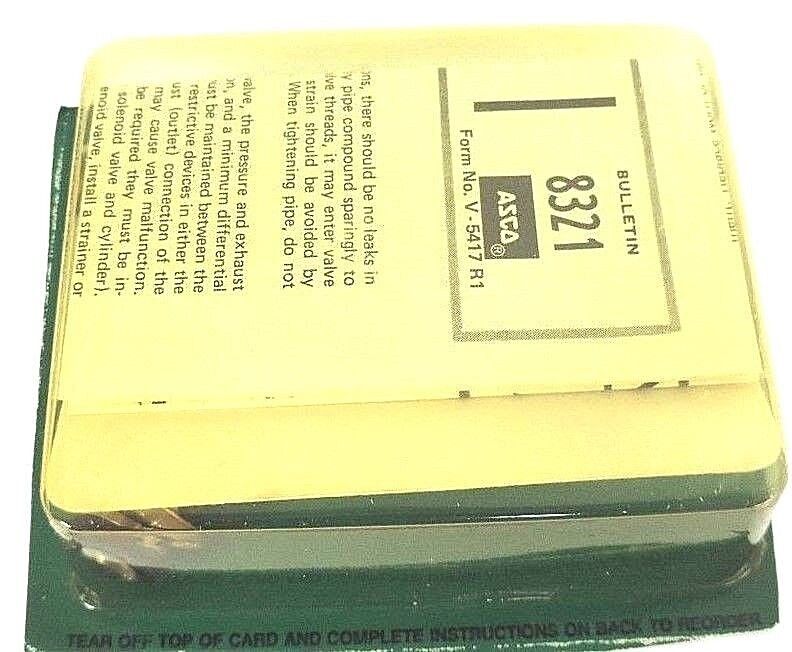 BULLETIN
8321
ASCO®
Form No. V - 5417 R1
ons, there should be no leaks in
y pipe compound sparingly to
lve threads, it may enter valve
strain should be avoided by
When tightening pipe, do not
valve, the pressure and exhaust
on, and a minimum differential
ust be maintained between the
restrictive devices in either the
ust (outlet) connection of the
may cause valve malfunction.
be required they must be in-
solenoid valve and cylinder).
enoid valve, install a strainer or
TEAR OFF TOP OF CARD AND COMPLETE INSTRUCTIONS ON BACK TO REORDER